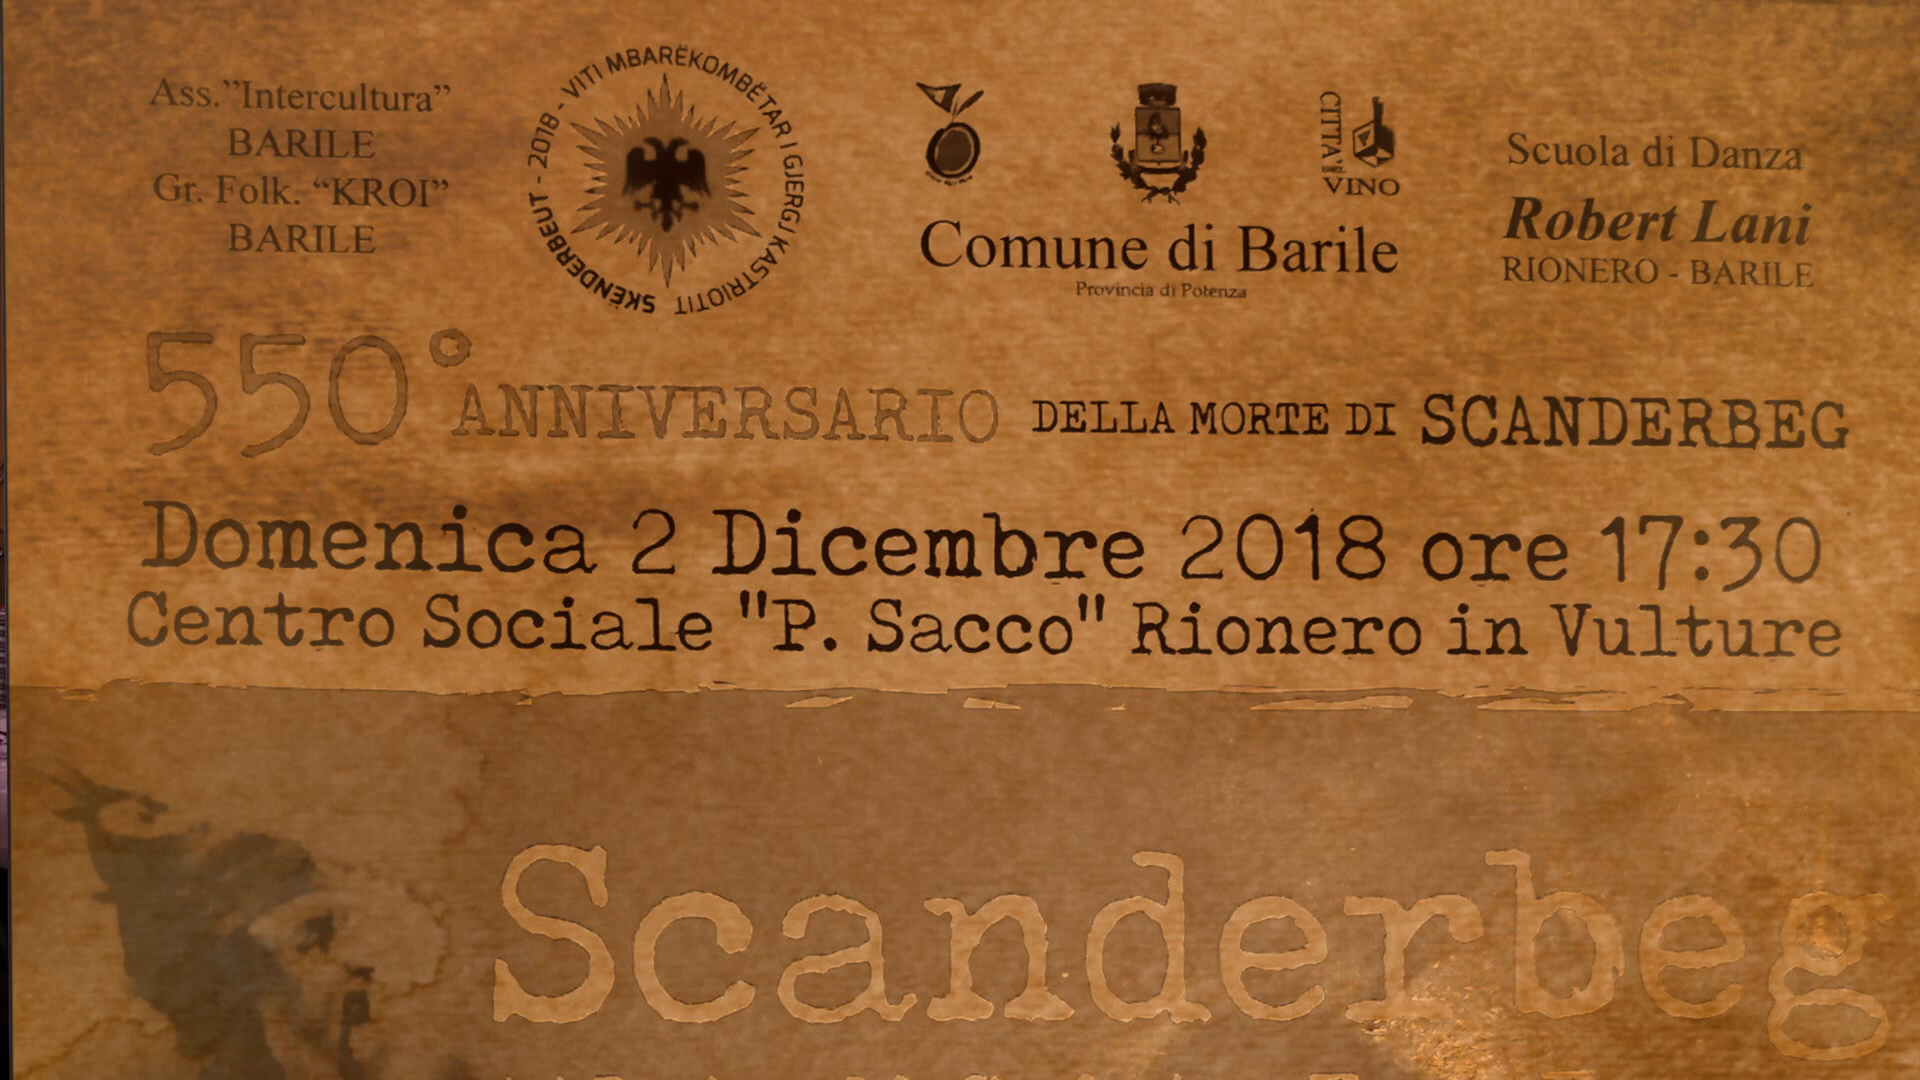 Ass."Intercultura"
BARILE
Gr. Folk. “KROI”
BARILE
SKËNDERBEUT - 2018 - VITI MBARËKOMBËTAR I GJERGJ KASTRIOTIT
CITTA' DEL
VINO
Comune di Barile
Provincia di Potenza
Scuola di Danza
Robert Lani
RIONERO - BARILE
550° ANNIVERSARIO DELLA MORTE DI SCANDERBEG
Domenica 2 Dicembre 2018 ore 17:30
Centro Sociale "P. Sacco" Rionero in Vulture
Scanderbeg